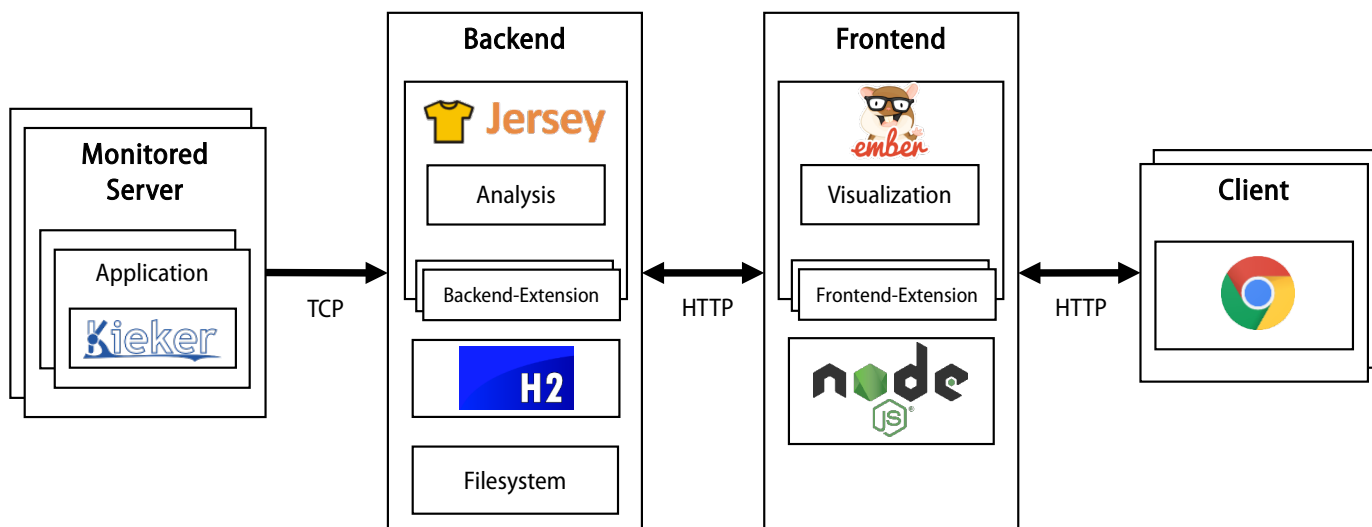 Monitored
Server
Application
Kieker
TCP
Backend
Jersey
Analysis
Backend-Extension
H2
Filesystem
HTTP
Frontend
ember
Visualization
Frontend-Extension
node
JS®
HTTP
Client